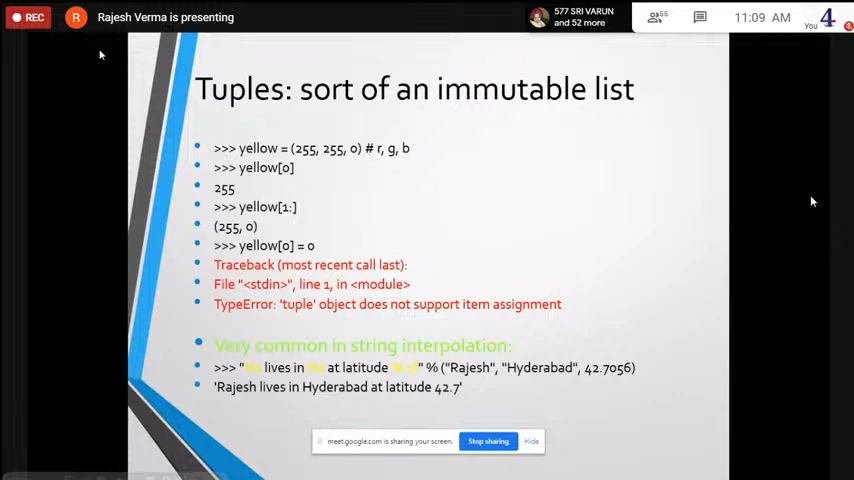 REC
R
Rajesh Verma is presenting
577 SRI VARUN
and 52 more
55
11:09 AM
You
4
Tuples: sort of an immutable list
>>> yellow = (255, 255, 0) # r, g, b
>>> yellow[0]
255
>>> yellow[1:]
(255, 0)
>>> yellow[0] = 0
Traceback (most recent call last):
File "<stdin>", line 1, in <module>
TypeError: 'tuple' object does not support item assignment
Very common in string interpolation:
>>> "%s lives in %s at latitude %.1f" % ("Rajesh", "Hyderabad", 42.7056)
'Rajesh lives in Hyderabad at latitude 42.7'
meet.google.com is sharing your screen.
Stop sharing
Hide